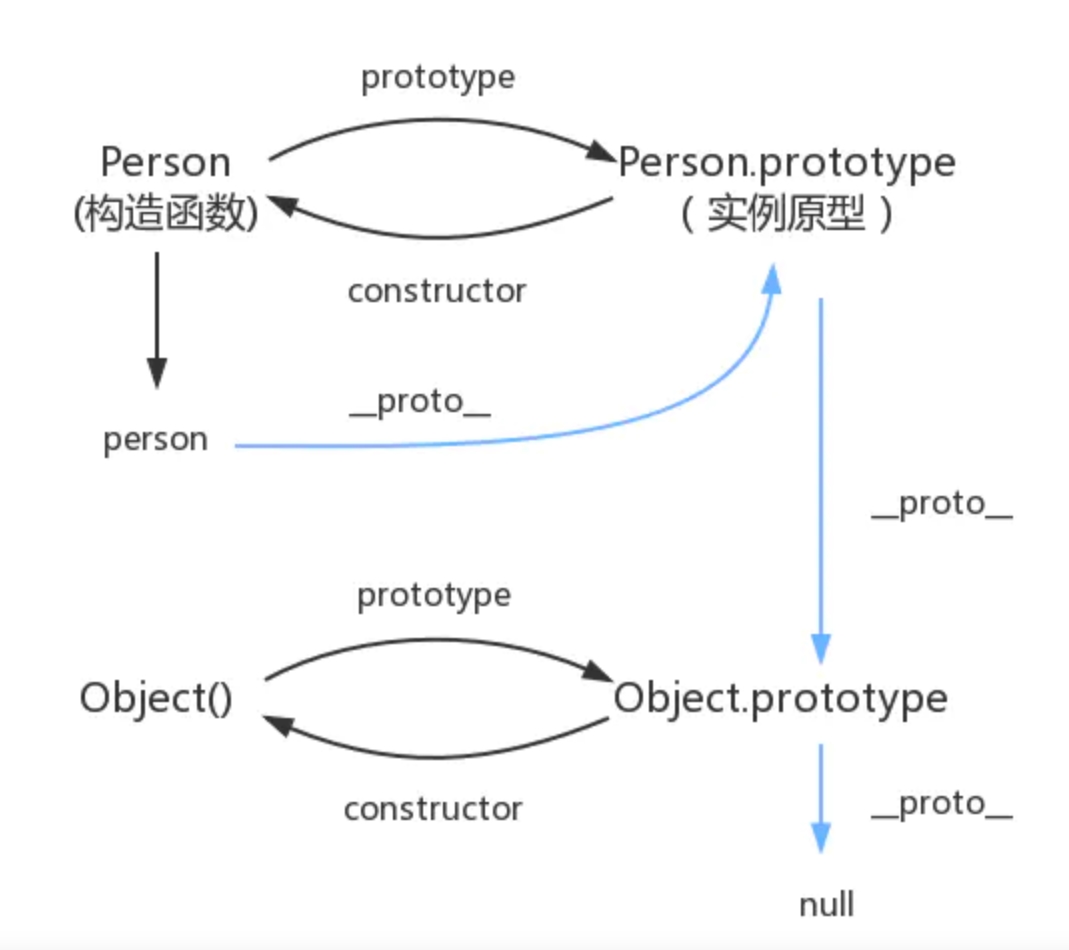 prototype
Person
Person.prototype
(构造函数)
（实例原型）
constructor
__proto__
person
__proto__
prototype
Object()
Object.prototype
constructor
__proto__
null